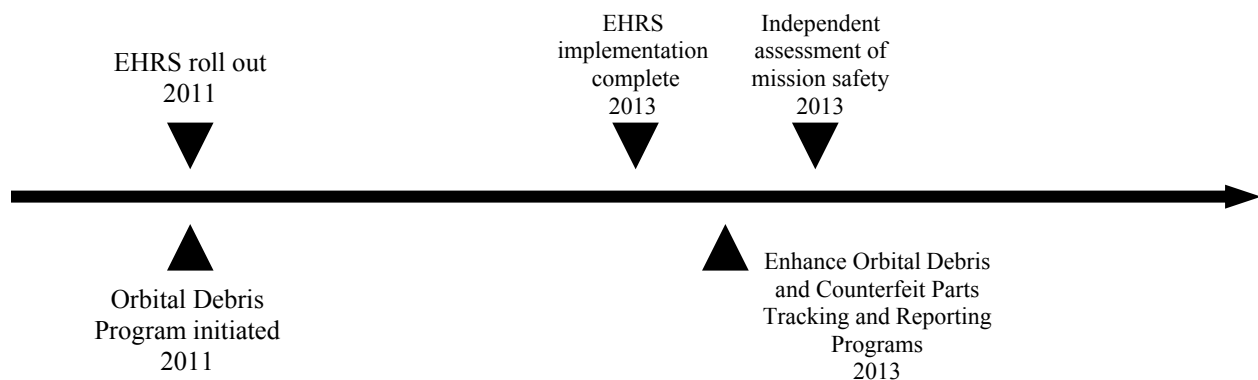 EHRS roll out
2011
EHRS
implementation
complete
2013
Independent
assessment of
mission safety
2013
Orbital Debris
Program initiated
2011
Enhance Orbital Debris
and Counterfeit Parts
Tracking and Reporting
Programs
2013